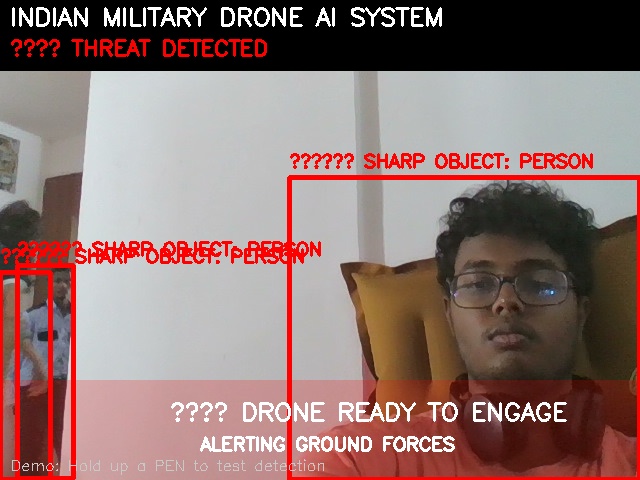 INDIAN MILITARY DRONE AI SYSTEM
???? THREAT DETECTED
?????? SHARP OBJECT: PERSON
?????? SHARP OBJECT: PERSON
?????? SHARP OBJECT: PERSON
???? DRONE READY TO ENGAGE
ALERTING GROUND FORCES
Demo: Hold up a PEN to test detection